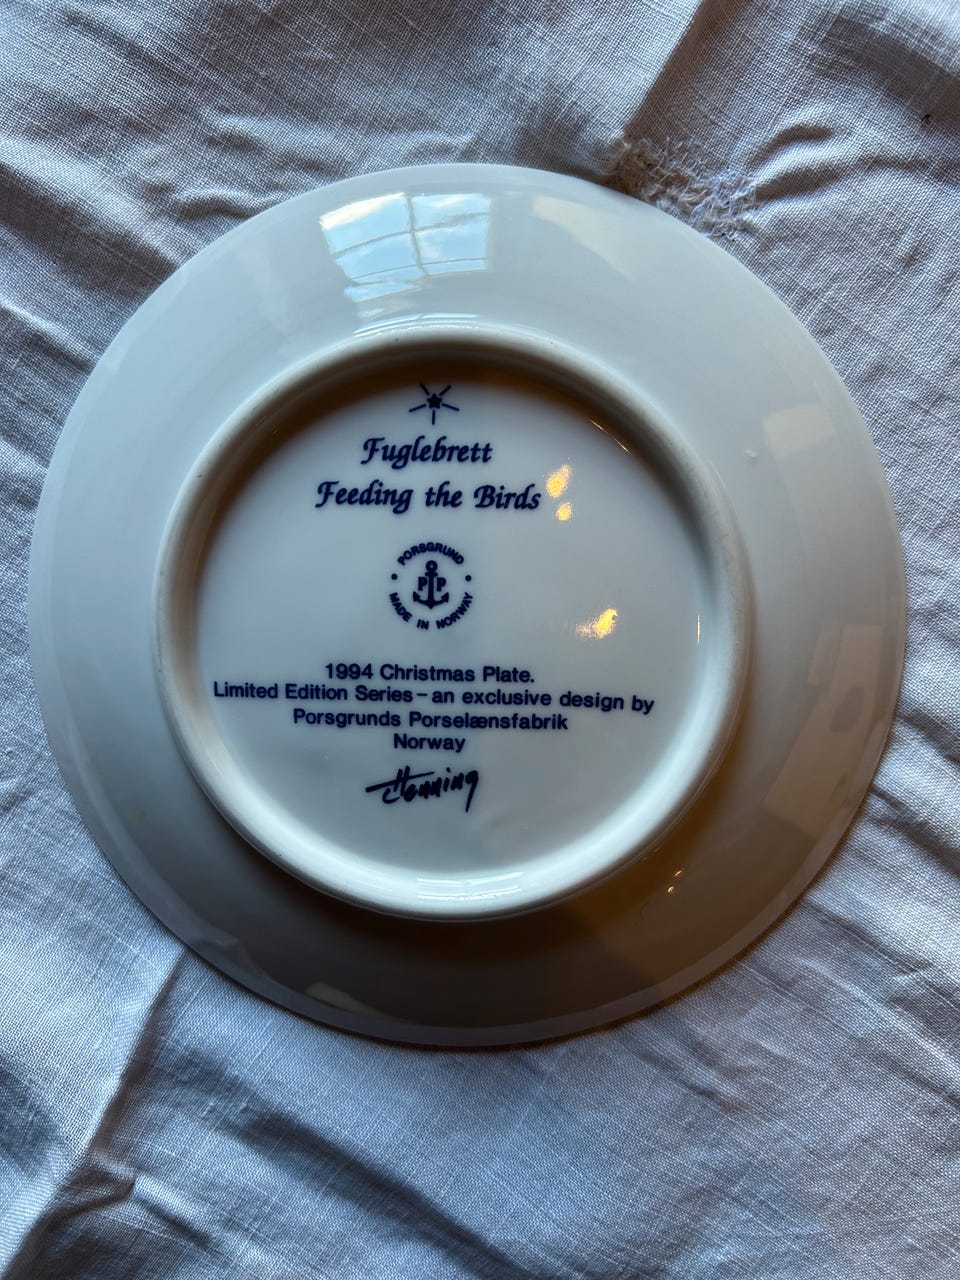 Fuglebrett
Feeding the Birds
PORSGRUND
PP
MADE IN NORWAY
1994 Christmas Plate.
Limited Edition Series – an exclusive design by
Porsgrunds Porselænsfabrik
Norway
Henning